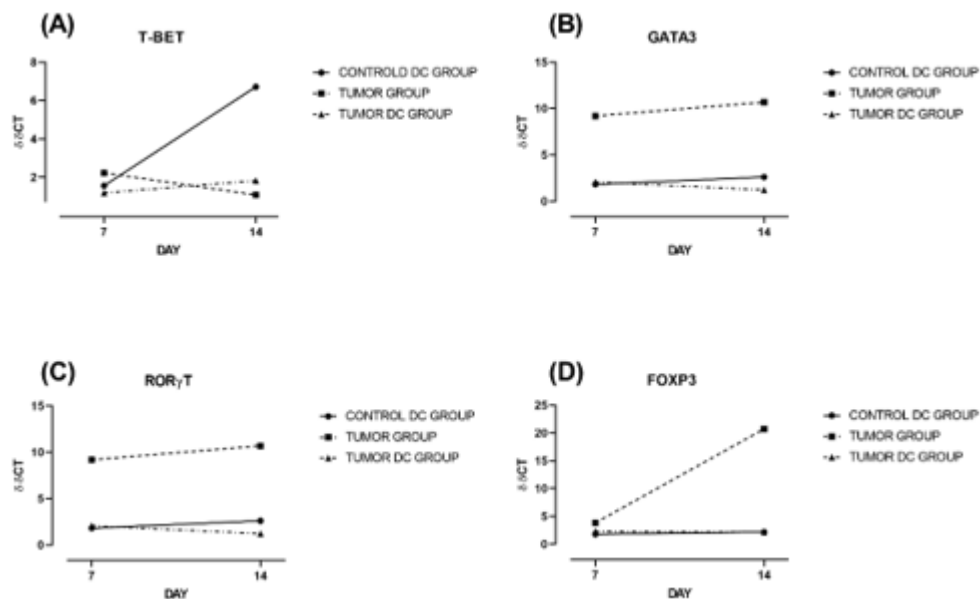 (A)
T-BET
8
6
4
2
δδCT
7
14
DAY
CONTROLD DC GROUP
TUMOR GROUP
TUMOR DC GROUP
(B)
GATA3
15
10
5
0
δδCT
7
14
DAY
CONTROL DC GROUP
TUMOR GROUP
TUMOR DC GROUP
(C)
RORγT
15
10
5
0
δδCT
7
14
DAY
CONTROL DC GROUP
TUMOR GROUP
TUMOR DC GROUP
(D)
FOXP3
25
20
15
10
5
0
δδCT
7
14
DAY
CONTROL DC GROUP
TUMOR GROUP
TUMOR DC GROUP